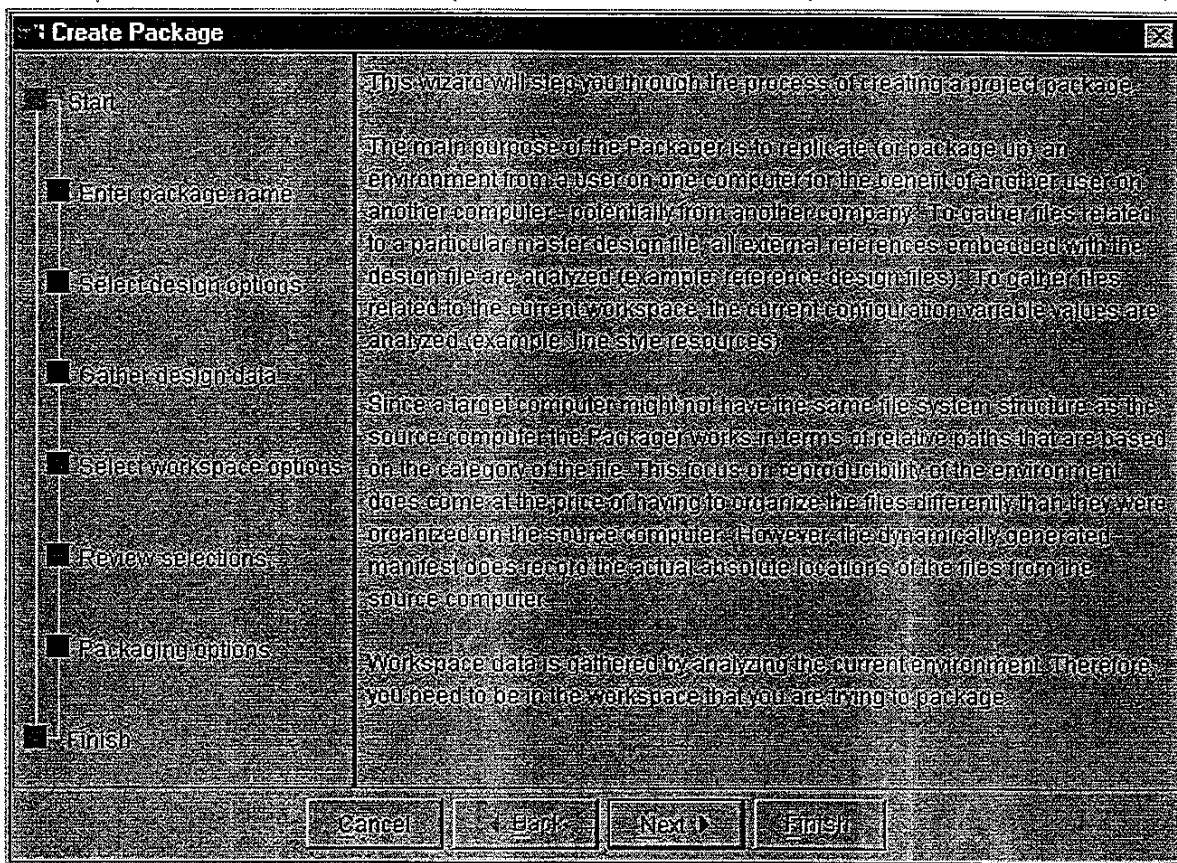 Create Package
Start
Enter package name
Select design options
Gather design data
Select workspace options
Review selections
Packaging options
Finish
This wizard will step you through the process of creating a project package
The main purpose of the Packager is to replicate (or package up) an
environment from a user on one computer for the benefit of another user on
another computer - potentially from another company. To gather files related
to a particular master design file, all external references embedded with the
design file are analyzed (example: reference design files). To gather files
related to the current workspace, the current configuration variable values are
analyzed (example: line style resources).
Since a target computer might not have the same file system structure as the
source computer the Packager works in terms of relative paths that are based
on the category of the file. This focus on reproducibility of the environment
does come at the price of having to organize the files differently than they were
organized on the source computer. However, the dynamically generated
manifest does record the actual absolute locations of the files from the
source computer.
Workspace data is gathered by analyzing the current environment. Therefore
you need to be in the workspace that you are trying to package.
Cancel
Back
Next
Finish